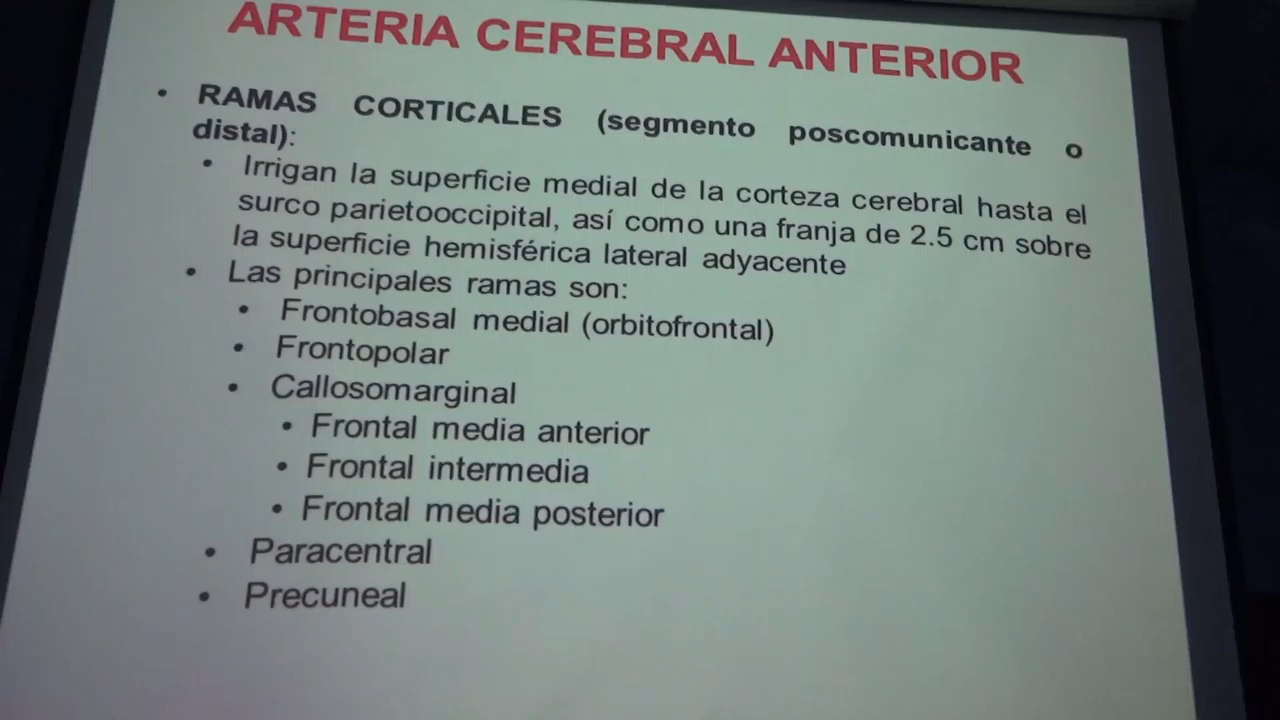 ARTERIA CEREBRAL ANTERIOR
• RAMAS CORTICALES (segmento poscomunicante o
distal):
• Irrigan la superficie medial de la corteza cerebral hasta el
surco parietooccipital, así como una franja de 2.5 cm sobre
la superficie hemisférica lateral adyacente
• Las principales ramas son:
• Frontobasal medial (orbitofrontal)
• Frontopolar
• Callosomarginal
• Frontal media anterior
• Frontal intermedia
• Frontal media posterior
• Paracentral
• Precuneal